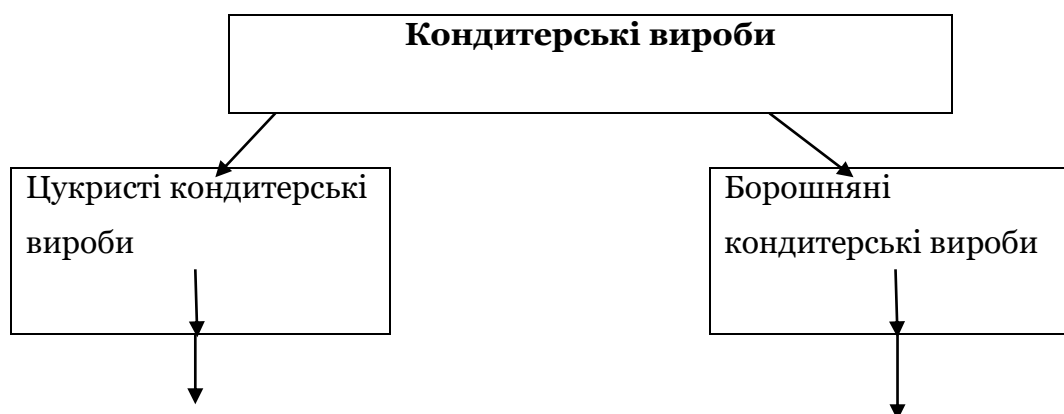 Кондитерські вироби
Цукристі кондитерські
вироби
Борошняні
кондитерські вироби